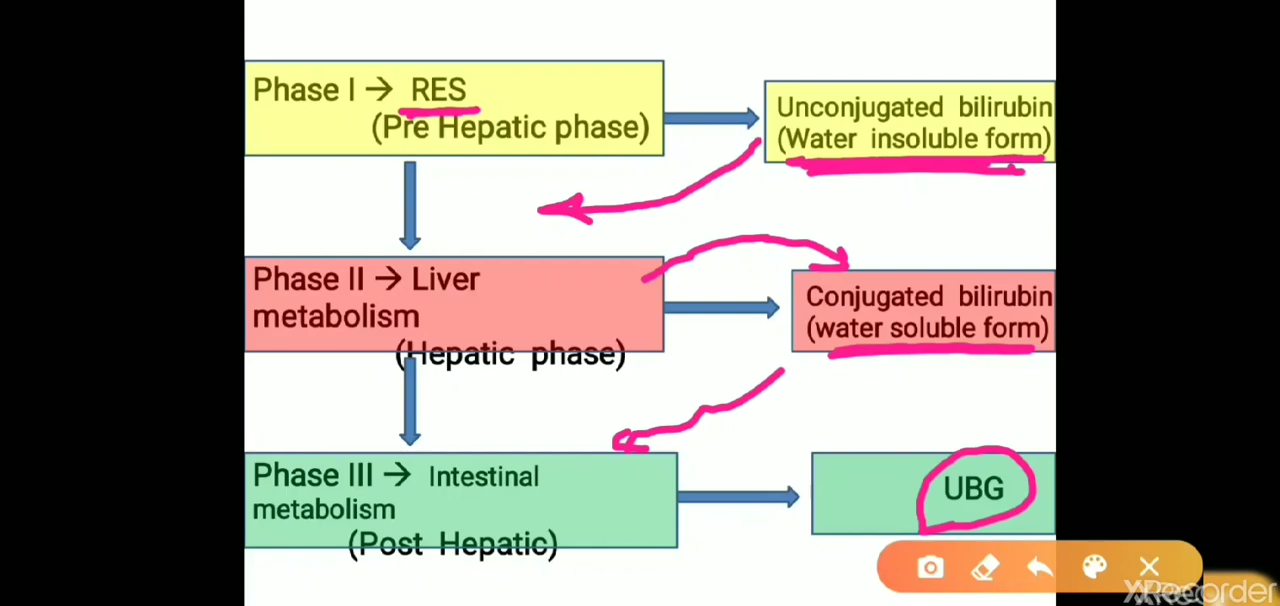 Phase I → RES
(Pre Hepatic phase)
Unconjugated bilirubin
(Water insoluble form)
Phase II → Liver
metabolism
(Hepatic phase)
Conjugated bilirubin
(water soluble form)
Phase III → Intestinal
metabolism
(Post Hepatic)
UBG
XRecorder